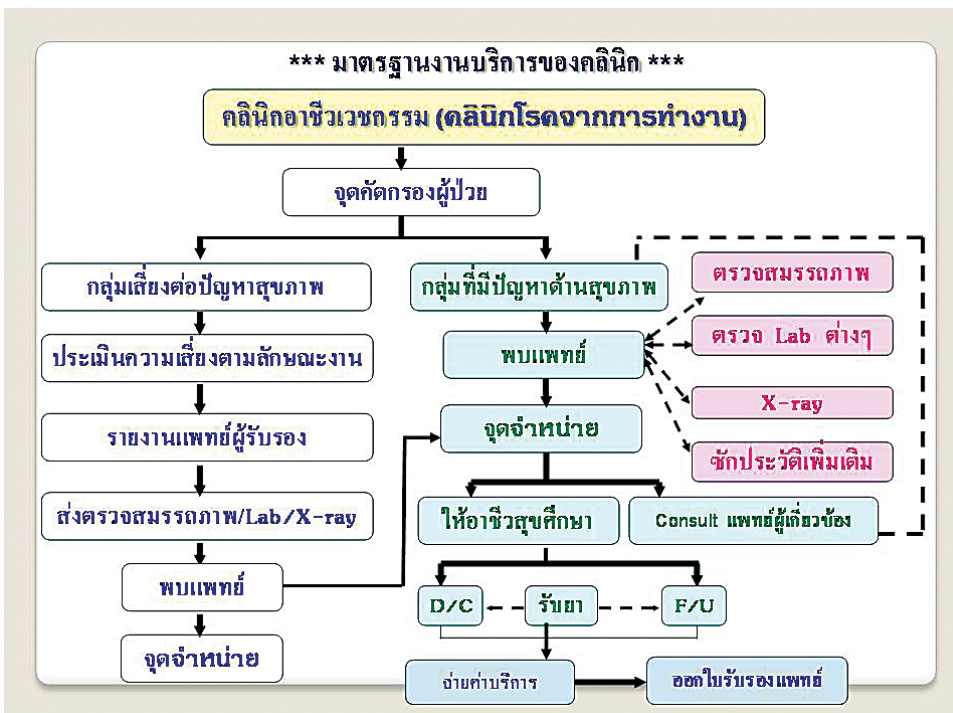 *** มาตรฐานงานบริการของคลินิก ***
คลินิกอาชีวเวชกรรม (คลินิกโรคจากการทำงาน)
จุดคัดกรองผู้ป่วย
กลุ่มเสี่ยงต่อปัญหาสุขภาพ
ประเมินความเสี่ยงตามลักษณะงาน
รายงานแพทย์ผู้รับรอง
ส่งตรวจสมรรถภาพ/Lab/X-ray
พบแพทย์
จุดจำหน่าย
กลุ่มที่มีปัญหาด้านสุขภาพ
พบแพทย์
ตรวจสมรรถภาพ
ตรวจ Lab ต่างๆ
X-ray
ซักประวัติเพิ่มเติม
จุดจำหน่าย
ให้อาชีวสุขศึกษา
Consult แพทย์ผู้เกี่ยวข้อง
D/C
รับยา
F/U
จ่ายค่าบริการ
ออกใบรับรองแพทย์